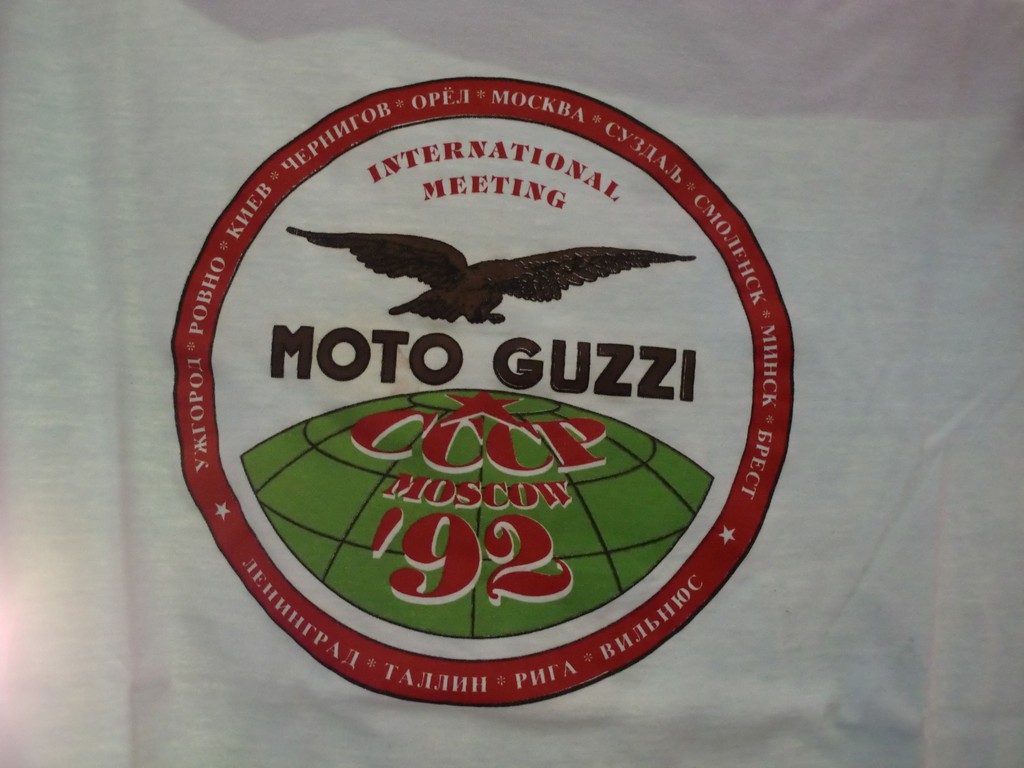 УЖГОРОД * РОВНО * КИЕВ * ЧЕРНИГОВ * ОРЁЛ * МОСКВА * СУЗДАЛЬ * СМОЛЕНСК * МИНСК * БРЕСТ
INTERNATIONAL
MEETING
MOTO GUZZI
СССР
MOSCOW
'92
ЛЕНИНГРАД * ТАЛЛИН * РИГА * ВИЛЬНЮС